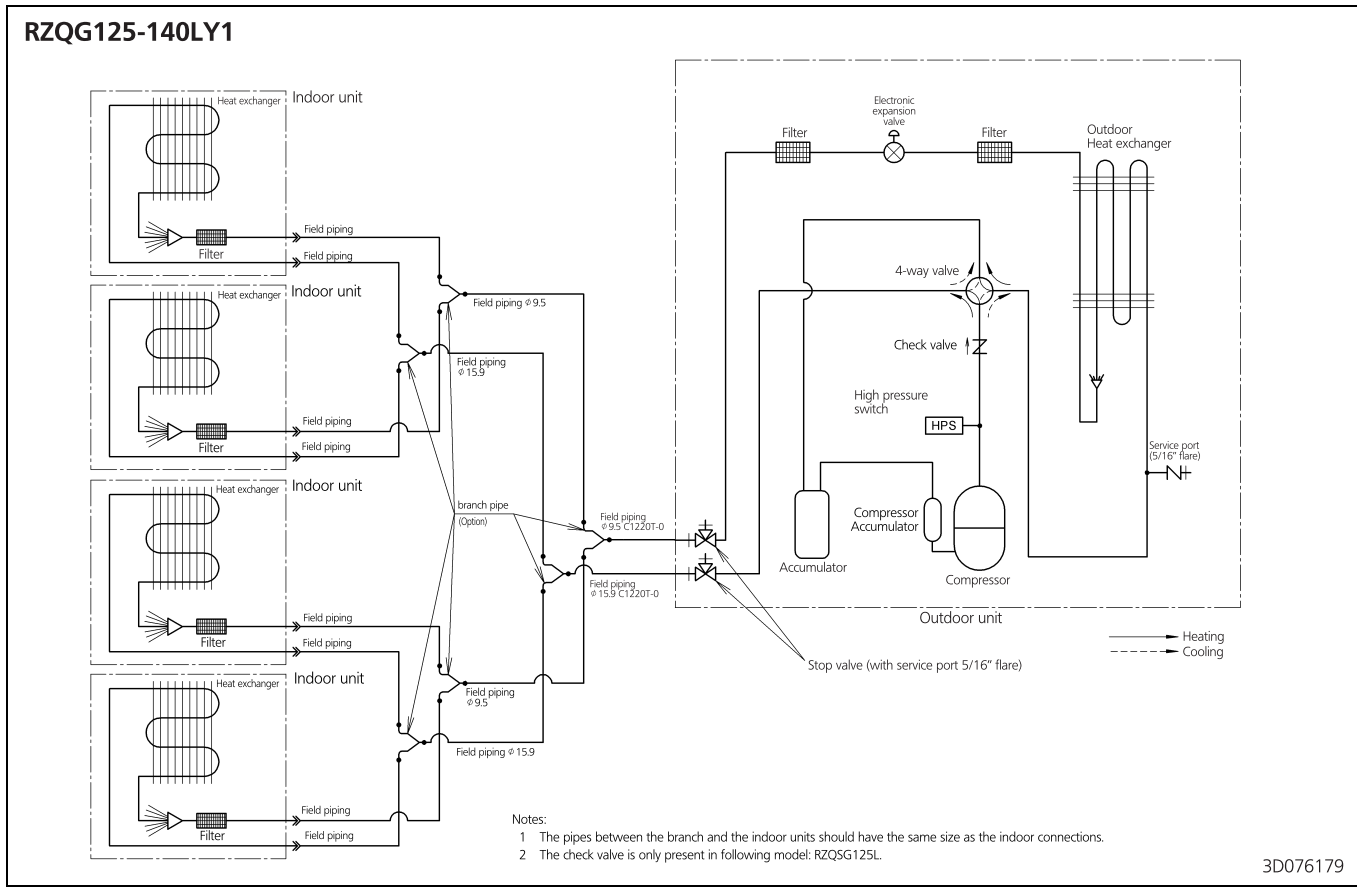 RZQG125-140LY1
Heat exchanger
Indoor unit
Filter
Field piping
Field piping
Heat exchanger
Indoor unit
Filter
Field piping
Field piping
Heat exchanger
Indoor unit
Filter
Field piping
Field piping
Heat exchanger
Indoor unit
Filter
Field piping
Field piping
Field piping φ 9.5
Field piping
φ 15.9
branch pipe
(Option)
Field piping
φ 9.5 C1220T-0
Field piping
φ 15.9 C1220T-0
Field piping
φ 9.5
Field piping φ 15.9
Filter
Electronic
expansion
valve
Filter
Outdoor
Heat exchanger
4-way valve
Check valve
High pressure
switch
HPS
Service port
(5/16" flare)
Compressor
Accumulator
Accumulator
Compressor
Outdoor unit
Heating
Cooling
Stop valve (with service port 5/16" flare)
Notes:
1 The pipes between the branch and the indoor units should have the same size as the indoor connections.
2 The check valve is only present in following model: RZQSG125L.
3D076179